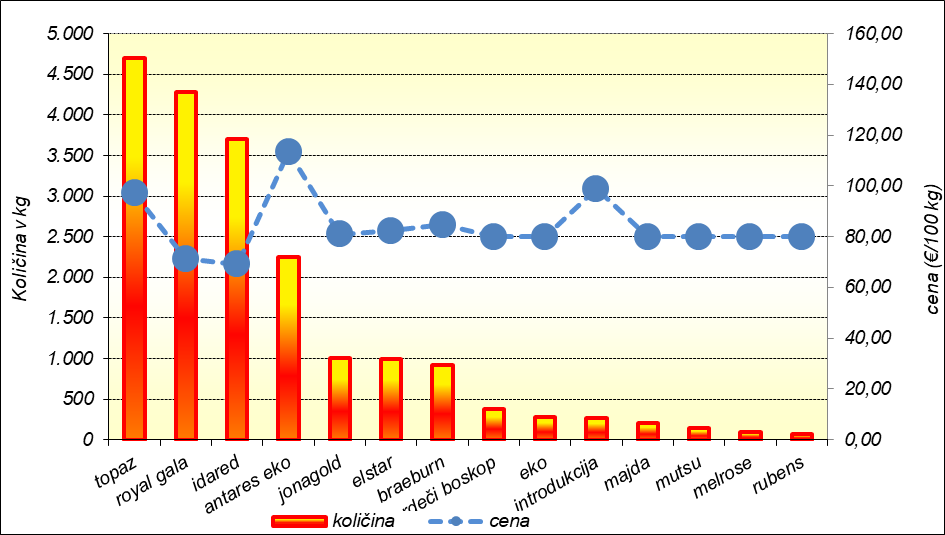 5.000
4.500
4.000
3.500
3.000
2.500
2.000
1.500
1.000
500
0
Količina v kg
160,00
140,00
120,00
100,00
80,00
60,00
40,00
20,00
0,00
cena (€/100 kg)
topaz
royal gala
idared
antares eko
jonagold
elstar
braeburn
rdeči boskop
eko
introdukcija
majda
mutsu
melrose
rubens
količina
cena